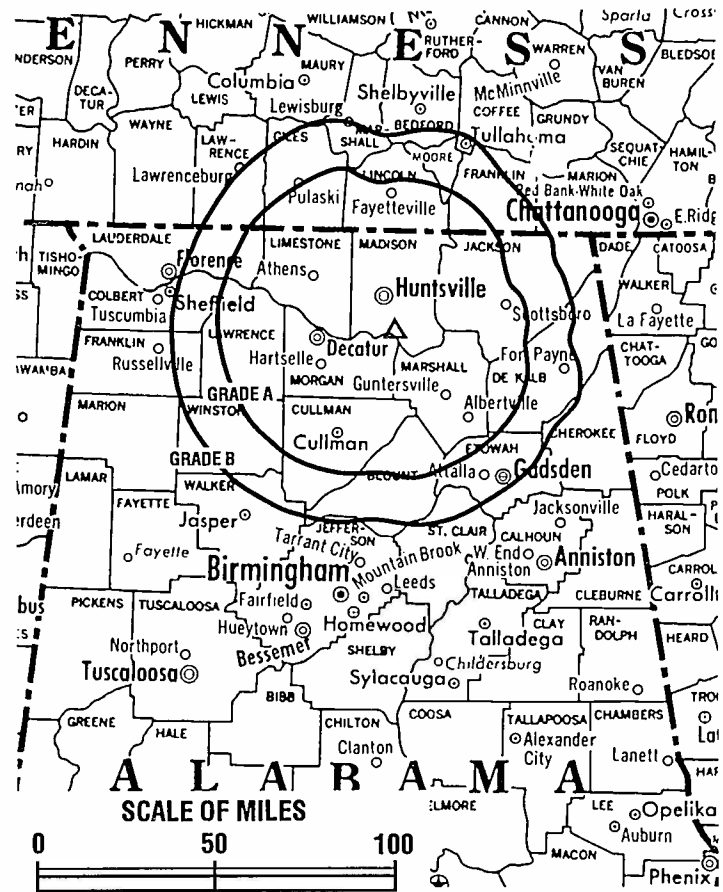 HICKMAN
WILLIAMSON
CANNON
Sparta
RUTHER-
FORD
E N N E S S
PERRY
MAURY
WARREN
BLEDSOE
VAN
BUREN
DECA-
TUR
Columbia
McMinnville
LEWIS
Shelbyville
Lewisburg
COFFEE
BEDFORD
GRUNDY
WAYNE
GILES
MAR-
SHALL
Tullahoma
HARDIN
LAW-
RENCE
MOORE
SEQUAT-
CHIE
HAMIL-
TON
Lawrenceburg
LINCOLN
FRANKLIN
MARION
Pulaski
Red Bank-White Oak
Fayetteville
Chattanooga
E.Ridg
LAUDERDALE
LIMESTONE
MADISON
JACKSON
DADE
CATOOSA
TISHO-
MINGO
Florence
Athens
WALKER
Huntsville
COLBERT
Sheffield
Tuscumbia
Scottsboro
La Fayette
FRANKLIN
LAWRENCE
Decatur
CHAT-
TOOGA
Russellville
Hartselle
Fort Payne
MARSHALL
MORGAN
DE KALB
GRADE A
Guntersville
MARION
WINSTON
CULLMAN
Albertville
Cullman
CHEROKEE
FLOYD
ETOWAH
GRADE B
BLOUNT
Attalla
Gadsden
Cedarto
LAMAR
WALKER
POLK
FAYETTE
Jacksonville
HARAL-
SON
Jasper
JEFFER-
SON
ST. CLAIR
CALHOUN
Tarrant City
Fayette
Mountain Brook
W. End
Anniston
Anniston
Birmingham
Leeds
TALLADEGA
CLEBURNE
PICKENS
TUSCALOOSA
Fairfield
Homewood
CLAY
RAN-
DOLPH
Hueytown
Talladega
HEARD
Bessemer
SHELBY
Northport
Childersburg
Tuscaloosa
Sylacauga
Roanoke
BIBB
GREENE
HALE
CHILTON
COOSA
TALLAPOOSA
CHAMBERS
Clanton
Alexander
City
Lanett
A L A B A M A
SCALE OF MILES
LEE
Opelika
0 50 100
Auburn
MACON
Phenix